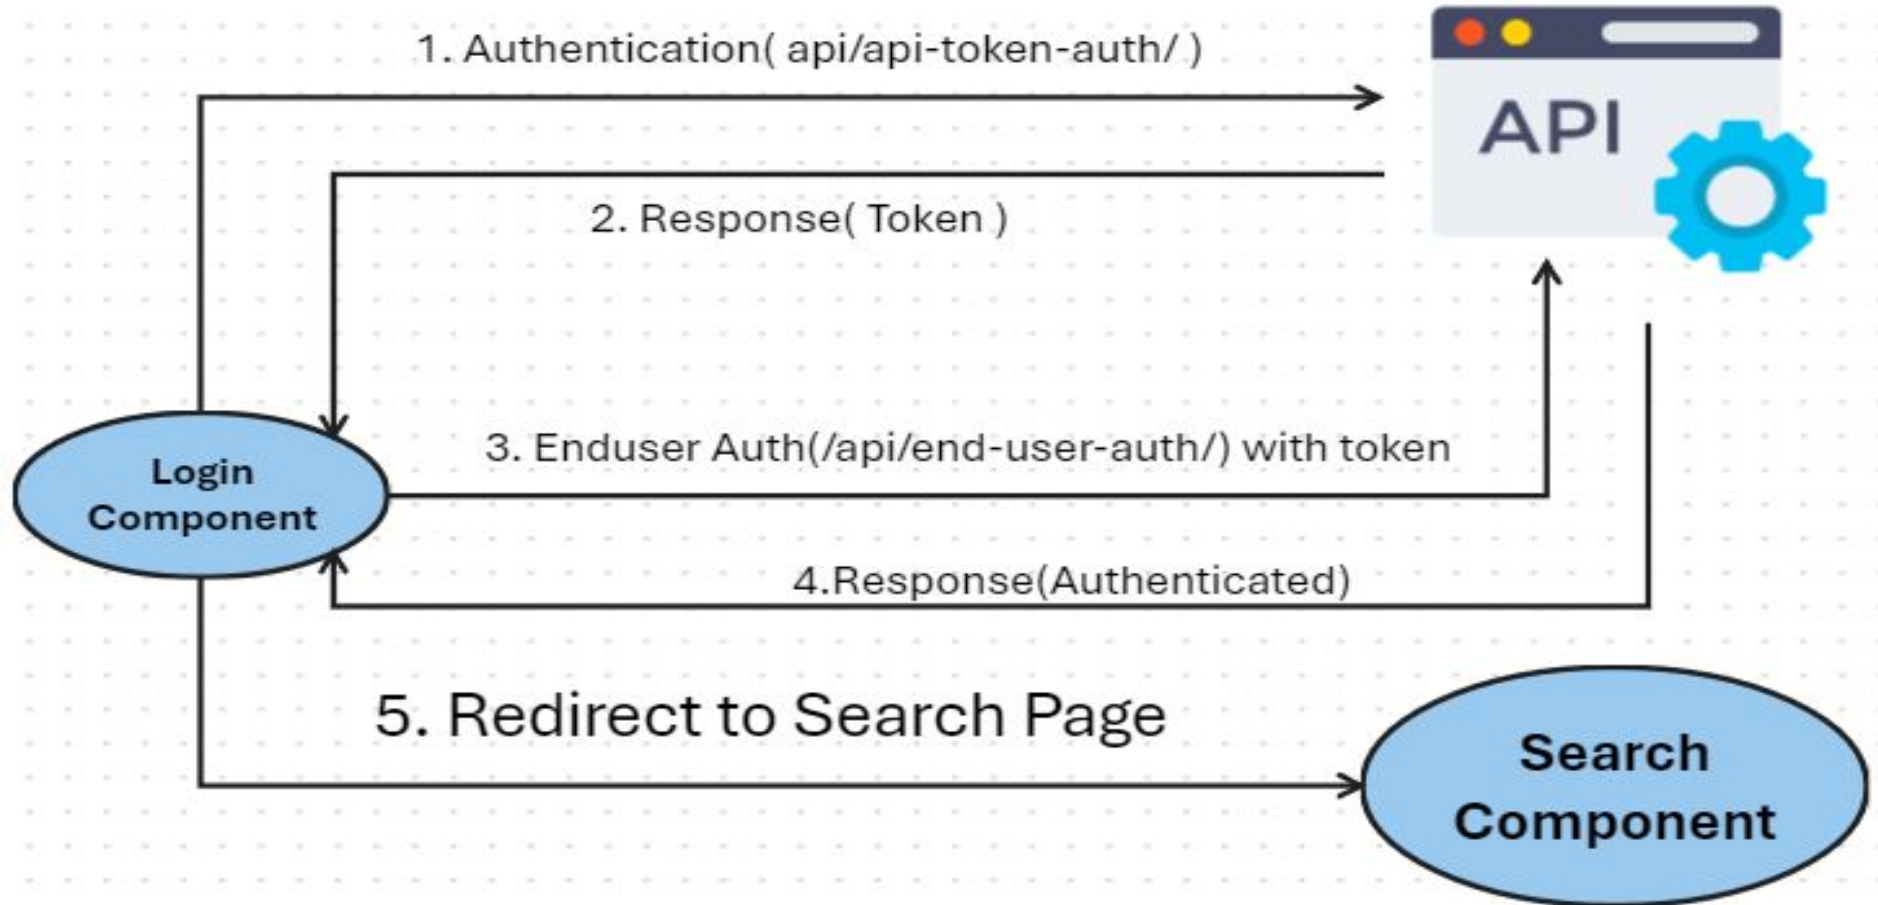 1. Authentication( api/api-token-auth/ )
API
2. Response( Token )
3. Enduser Auth(/api/end-user-auth/) with token
Login
Component
4.Response(Authenticated)
5. Redirect to Search Page
Search
Component